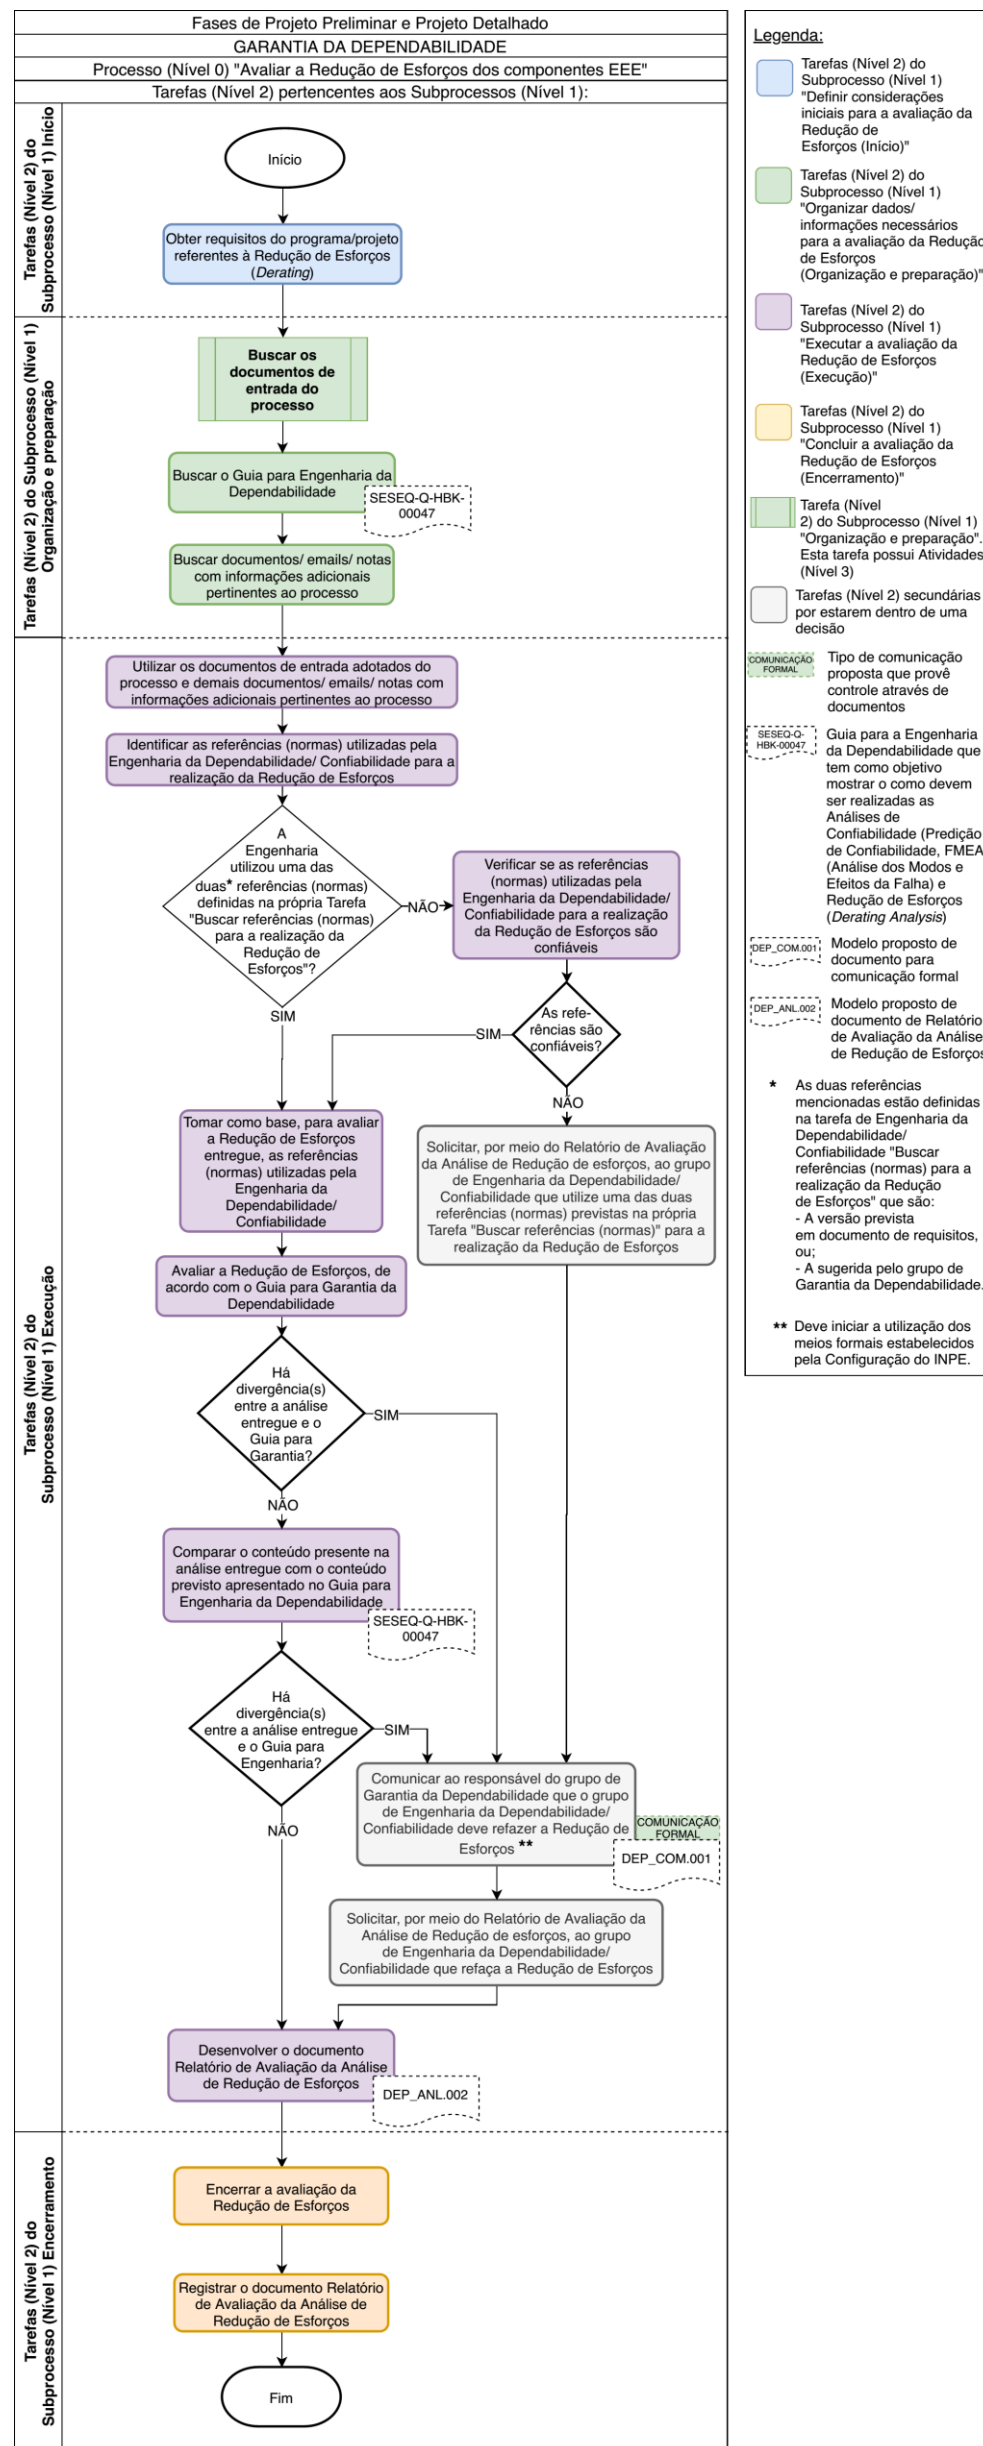 Fases de Projeto Preliminar e Projeto Detalhado
GARANTIA DA DEPENDABILIDADE
Processo (Nível 0) "Avaliar a Redução de Esforços dos componentes EEE"
Tarefas (Nível 2) pertencentes aos Subprocessos (Nível 1):
Tarefas (Nível 2) do
Subprocesso (Nível 1) Início
Início
Obter requisitos do programa/projeto
referentes à Redução de Esforços
(Derating)
Tarefas (Nível 2) do Subprocesso (Nível 1)
Organização e preparação
Buscar os
documentos de
entrada do
processo
Buscar o Guia para Engenharia da
Dependabilidade
SESEQ-Q-HBK-
00047
Buscar documentos/ emails/ notas
com informações adicionais
pertinentes ao processo
Tarefas (Nível 2) do
Subprocesso (Nível 1) Execução
Utilizar os documentos de entrada adotados do
processo e demais documentos/ emails/ notas com
informações adicionais pertinentes ao processo
Identificar as referências (normas) utilizadas pela
Engenharia da Dependabilidade/ Confiabilidade para a
realização da Redução de Esforços
A
Engenharia
utilizou uma das
duas* referências (normas)
definidas na própria Tarefa
"Buscar referências (normas)
para a realização da
Redução de
Esforços"?
NÃO
Verificar se as referências
(normas) utilizadas pela
Engenharia da Dependabilidade/
Confiabilidade para a realização
da Redução de Esforços são
confiáveis
SIM
As refe-
rências são
confiáveis?
SIM
NÃO
Tomar como base, para avaliar
a Redução de Esforços
entregue, as referências
(normas) utilizadas pela
Engenharia da
Dependabilidade/
Confiabilidade
Solicitar, por meio do Relatório de Avaliação
da Análise de Redução de esforços, ao grupo
de Engenharia da Dependabilidade/
Confiabilidade que utilize uma das duas
referências (normas) previstas na própria
Tarefa "Buscar referências (normas)" para a
realização da Redução de Esforços
Avaliar a Redução de Esforços, de
acordo com o Guia para Garantia da
Dependabilidade
Há
divergência(s)
entre a análise
entregue e o
Guia para
Garantia?
SIM
NÃO
Comparar o conteúdo presente na
análise entregue com o conteúdo
previsto apresentado no Guia para
Engenharia da Dependabilidade
SESEQ-Q-HBK-
00047
Há
divergência(s)
entre a análise entregue
e o Guia para
Engenharia?
SIM
NÃO
Comunicar ao responsável do grupo de
Garantia da Dependabilidade que o grupo
de Engenharia da Dependabilidade/
Confiabilidade deve refazer a Redução de
Esforços **
COMUNICAÇÃO
FORMAL
DEP_COM.001
Solicitar, por meio do Relatório de Avaliação da
Análise de Redução de esforços, ao grupo
de Engenharia da Dependabilidade/
Confiabilidade que refaça a Redução de Esforços
Desenvolver o documento
Relatório de Avaliação da Análise
de Redução de Esforços
DEP_ANL.002
Tarefas (Nível 2) do
Subprocesso (Nível 1) Encerramento
Encerrar a avaliação da
Redução de Esforços
Registrar o documento Relatório
de Avaliação da Análise de
Redução de Esforços
Fim
Legenda:
Tarefas (Nível 2) do
Subprocesso (Nível 1)
"Definir considerações
iniciais para a avaliação da
Redução de
Esforços (Início)"
Tarefas (Nível 2) do
Subprocesso (Nível 1)
"Organizar dados/
informações necessários
para a avaliação da Redução
de Esforços
(Organização e preparação)"
Tarefas (Nível 2) do
Subprocesso (Nível 1)
"Executar a avaliação da
Redução de Esforços
(Execução)"
Tarefas (Nível 2) do
Subprocesso (Nível 1)
"Concluir a avaliação da
Redução de Esforços
(Encerramento)"
Tarefa (Nível
2) do Subprocesso (Nível 1)
"Organização e preparação".
Esta tarefa possui Atividades
(Nível 3)
Tarefas (Nível 2) secundárias
por estarem dentro de uma
decisão
COMUNICAÇÃO
FORMAL
Tipo de comunicação
proposta que provê
controle através de
documentos
SESEQ-Q-
HBK-00047
Guia para a Engenharia
da Dependabilidade que
tem como objetivo
mostrar o como devem
ser realizadas as
Análises de
Confiabilidade (Predição
de Confiabilidade, FMEA
(Análise dos Modos e
Efeitos da Falha) e
Redução de Esforços
(Derating Analysis)
DEP_COM.001
Modelo proposto de
documento para
comunicação formal
DEP_ANL.002
Modelo proposto de
documento de Relatório
de Avaliação da Análise
de Redução de Esforços
* As duas referências
mencionadas estão definidas
na tarefa de Engenharia da
Dependabilidade/
Confiabilidade "Buscar
referências (normas) para a
realização da Redução
de Esforços" que são:
- A versão prevista
em documento de requisitos,
ou;
- A sugerida pelo grupo de
Garantia da Dependabilidade.
** Deve iniciar a utilização dos
meios formais estabelecidos
pela Configuração do INPE.